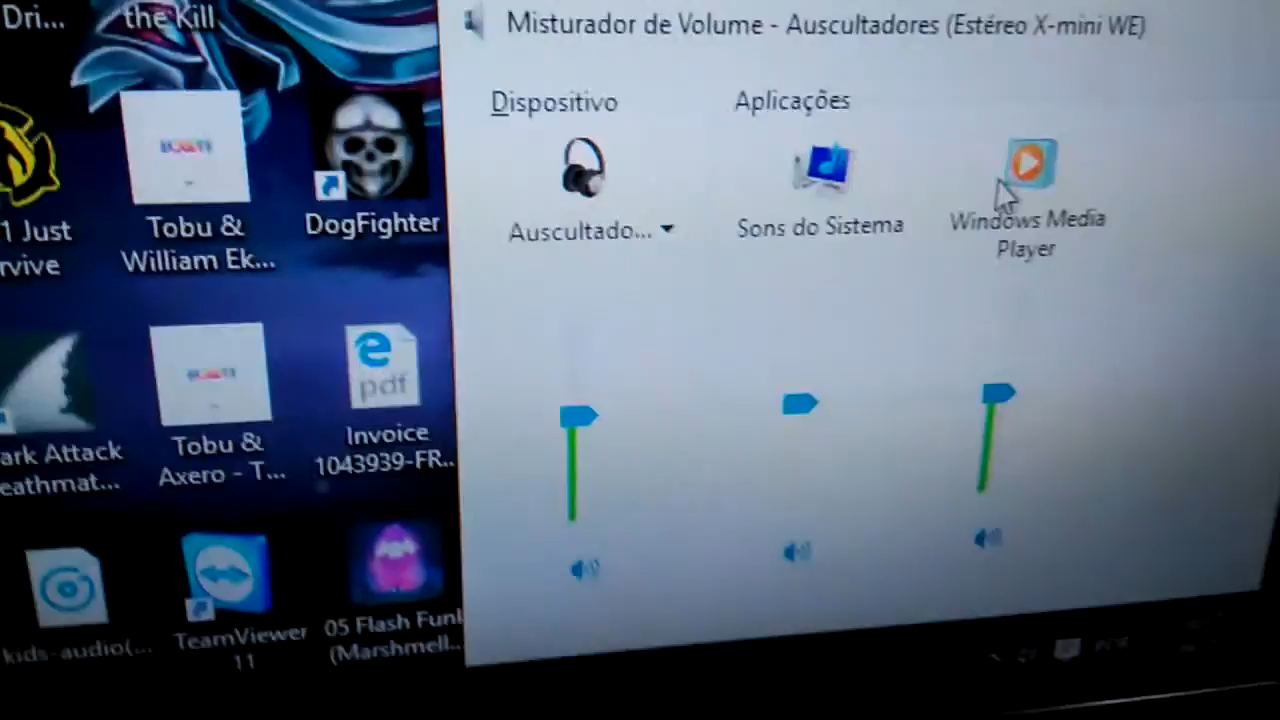 Dri...
the Kill
Misturador de Volume - Auscultadores (Estéreo X-mini WE)
Dispositivo
Aplicações
Auscultado...
Sons do Sistema
Windows Media
Player
1 Just
rvive
Tobu &
William Ek...
DogFighter
ark Attack
eathmat...
Tobu &
Axero - T...
pdf
Invoice
1043939-FR...
kids-audio(...
TeamViewer
11
05 Flash Funk
(Marshmell...